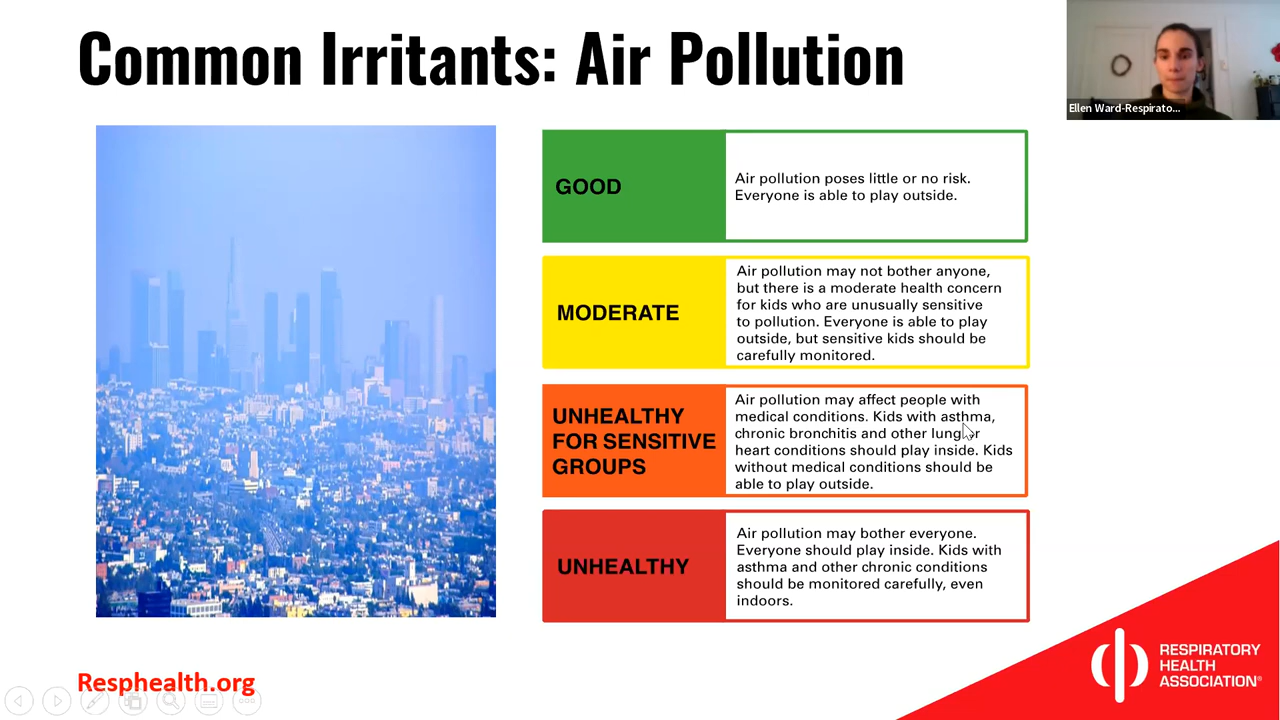 Common Irritants: Air Pollution
Ellen Ward-Respirato...
GOOD
Air pollution poses little or no risk.
Everyone is able to play outside.
MODERATE
Air pollution may not bother anyone,
but there is a moderate health concern
for kids who are unusually sensitive
to pollution. Everyone is able to play
outside, but sensitive kids should be
carefully monitored.
UNHEALTHY
FOR SENSITIVE
GROUPS
Air pollution may affect people with
medical conditions. Kids with asthma,
chronic bronchitis and other lung or
heart conditions should play inside. Kids
without medical conditions should be
able to play outside.
UNHEALTHY
Air pollution may bother everyone.
Everyone should play inside. Kids with
asthma and other chronic conditions
should be monitored carefully, even
indoors.
Resphealth.org
RESPIRATORY
HEALTH
ASSOCIATION®